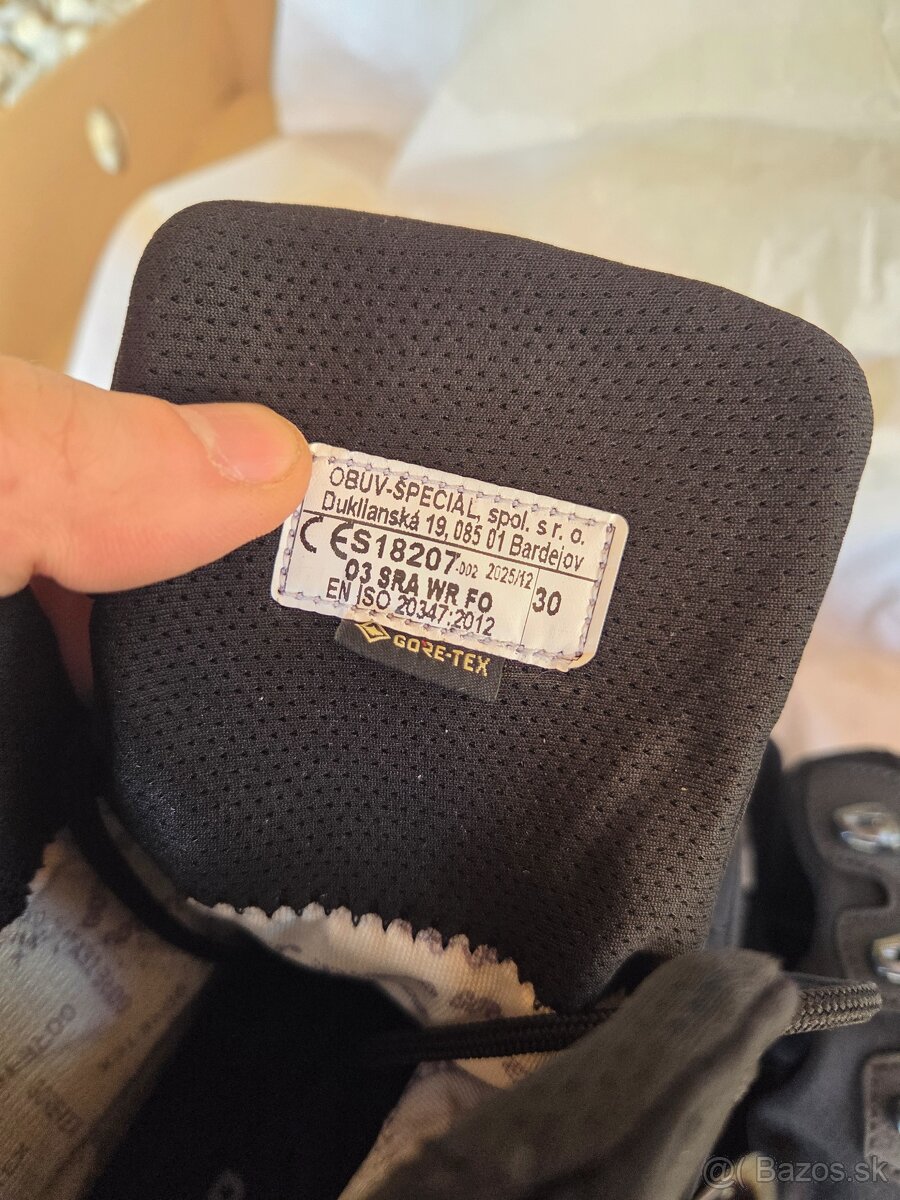 OBUV-ŠPECIÁL, spol. s r. o.
Duklianská 19, 085 01 Bardejov
CE S18207-002 2025/12
03 SRA WR FO
EN ISO 20347:2012
30
GORE-TEX
@( Bazos.sk